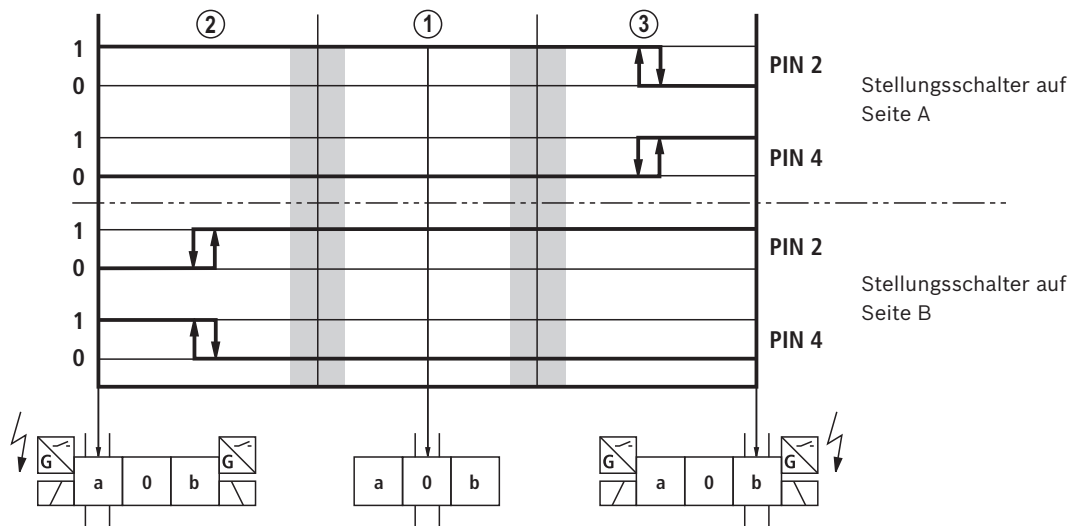 ② ① ③
1
0
PIN 2
Stellungsschalter auf
Seite A
1
0
PIN 4
1
0
PIN 2
Stellungsschalter auf
Seite B
1
0
PIN 4
G G G G
a 0 b a 0 b a 0 b